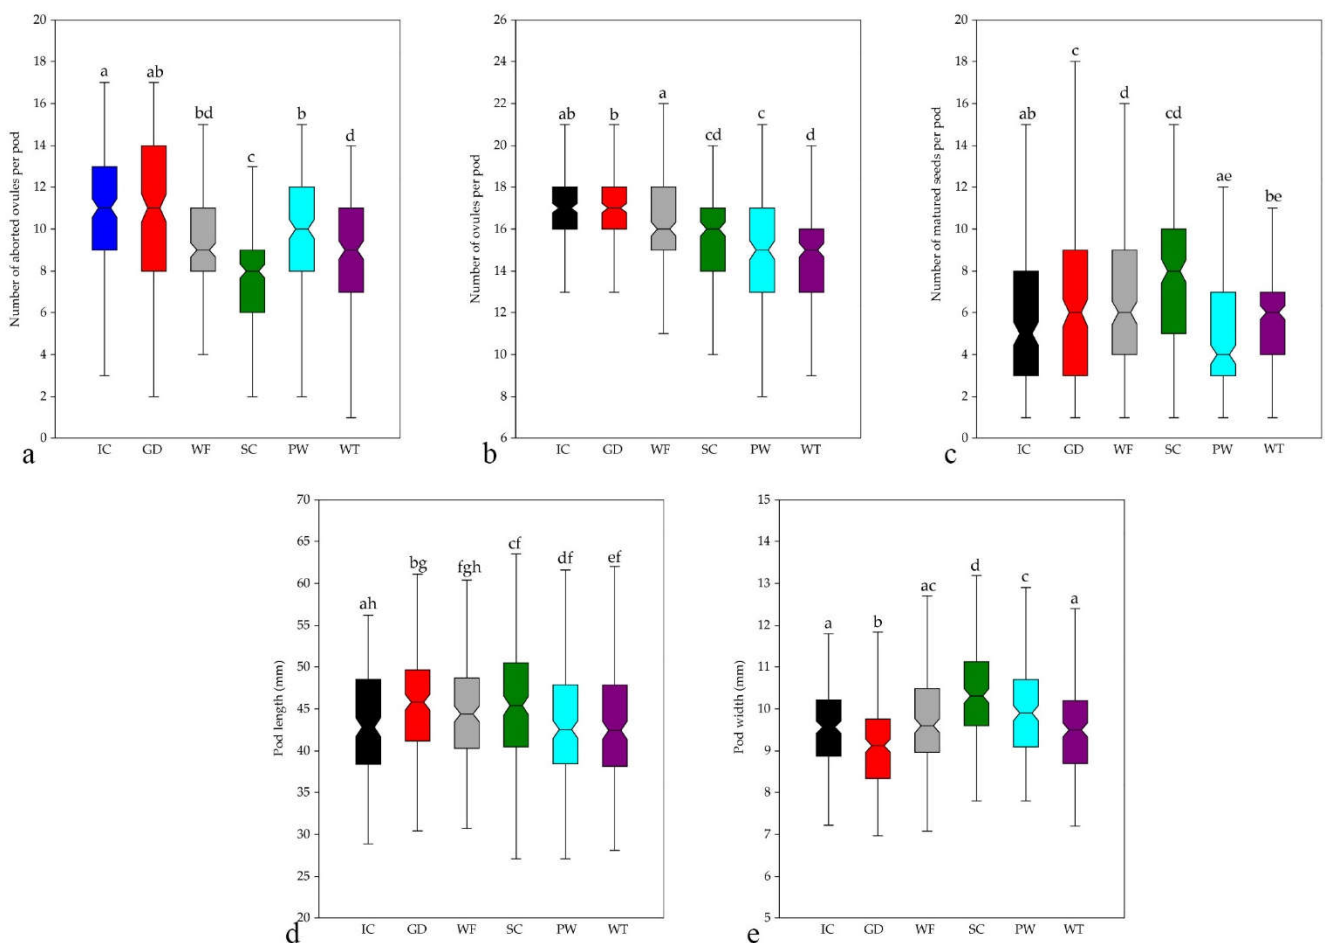 Number of aborted ovules per pod
20
18
16
14
12
10
8
6
4
2
0
a
ab
bd
c
b
d
IC GD WF SC PW WT
a
Number of ovules per pod
26
24
22
20
18
16
14
12
10
8
6
ab
b
a
cd
c
d
IC GD WF SC PW WT
b
Number of matured seeds per pod
20
18
16
14
12
10
8
6
4
2
0
ab
c
d
cd
ae
be
IC GD WF SC PW WT
c
Pod length (mm)
70
65
60
55
50
45
40
35
30
25
20
ah
bg
fgh
cf
df
ef
IC GD WF SC PW WT
d
Pod width (mm)
15
14
13
12
11
10
9
8
7
6
5
a
b
ac
d
c
a
IC GD WF SC PW WT
e